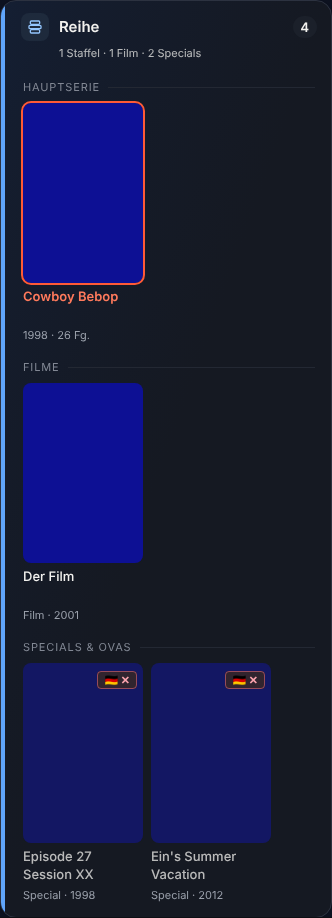 Reihe
4
1 Staffel · 1 Film · 2 Specials
HAUPTSERIE
Cowboy Bebop
1998 · 26 Fg.
FILME
Der Film
Film · 2001
SPECIALS & OVAS
Episode 27
Session XX
Special · 1998
Ein's Summer
Vacation
Special · 2012